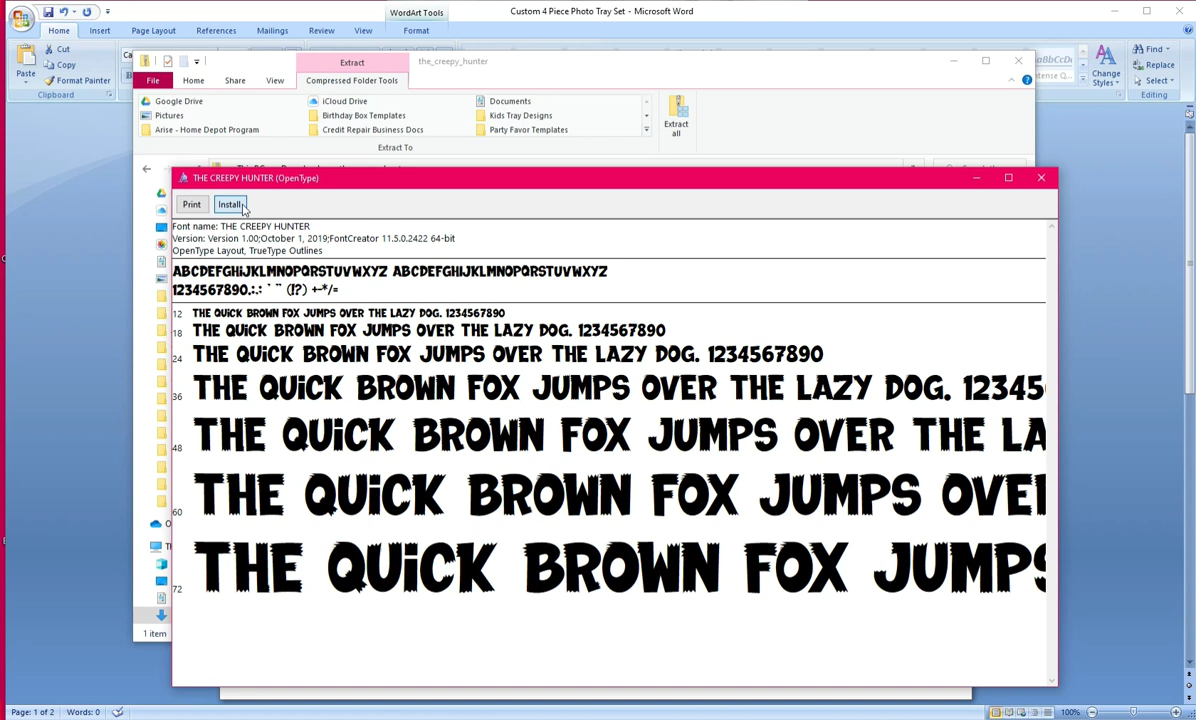 WordArt Tools
Custom 4 Piece Photo Tray Set - Microsoft Word
Home
Insert
Page Layout
References
Mailings
Review
View
Format
Paste
Cut
Copy
Format Painter
Clipboard
Change
Styles
Find
Replace
Select
Editing
Extract
the_creepy_hunter
File
Home
Share
View
Compressed Folder Tools
Google Drive
iCloud Drive
Documents
Pictures
Birthday Box Templates
Kids Tray Designs
Arise - Home Depot Program
Credit Repair Business Docs
Party Favor Templates
Extract To
Extract
all
THE CREEPY HUNTER (OpenType)
Print
Install
Font name: THE CREEPY HUNTER
Version: Version 1.00;October 1, 2019;FontCreator 11.5.0.2422 64-bit
OpenType Layout, TrueType Outlines
ABCDEFGHiJKLMNOPQRSTUVWXYZ ABCDEFGHIJKLMNOPQRSTUVWXYZ
1234567890.:,; ' " (!?) +-*/=
12 THE QUiCK BROWN FOX JUMPS OVER THE LAZY DOG. 1234567890
18 THE QUiCK BROWN FOX JUMPS OVER THE LAZY DOG. 1234567890
24 THE QUiCK BROWN FOX JUMPS OVER THE LAZY DOG. 1234567890
36 THE QUiCK BROWN FOX JUMPS OVER THE LAZY DOG. 12345
48 THE QUiCK BROWN FOX JUMPS OVER THE LA
60 THE QUiCK BROWN FOX JUMPS OVE
72 THE QUiCK BROWN FOX JUMPS
1 item
Page: 1 of 2
Words: 0
100%